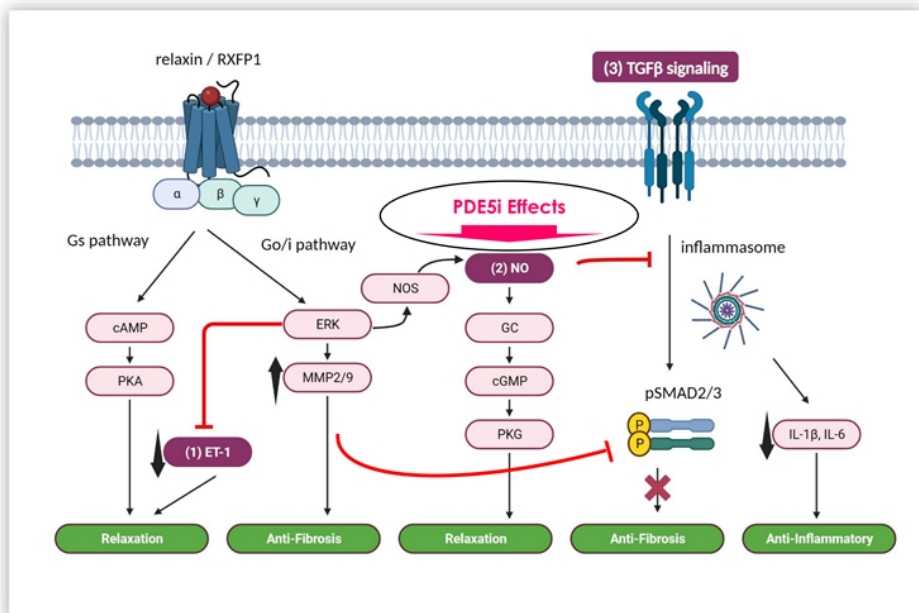 relaxin / RXFP1
(3) TGFβ signaling
α
β
γ
PDE5i Effects
Gs pathway
Go/i pathway
inflammasome
(2) NO
NOS
cAMP
ERK
GC
PKA
MMP2/9
cGMP
pSMAD2/3
P
P
PKG
IL-1β, IL-6
(1) ET-1
Relaxation
Anti-Fibrosis
Relaxation
Anti-Fibrosis
Anti-Inflammatory